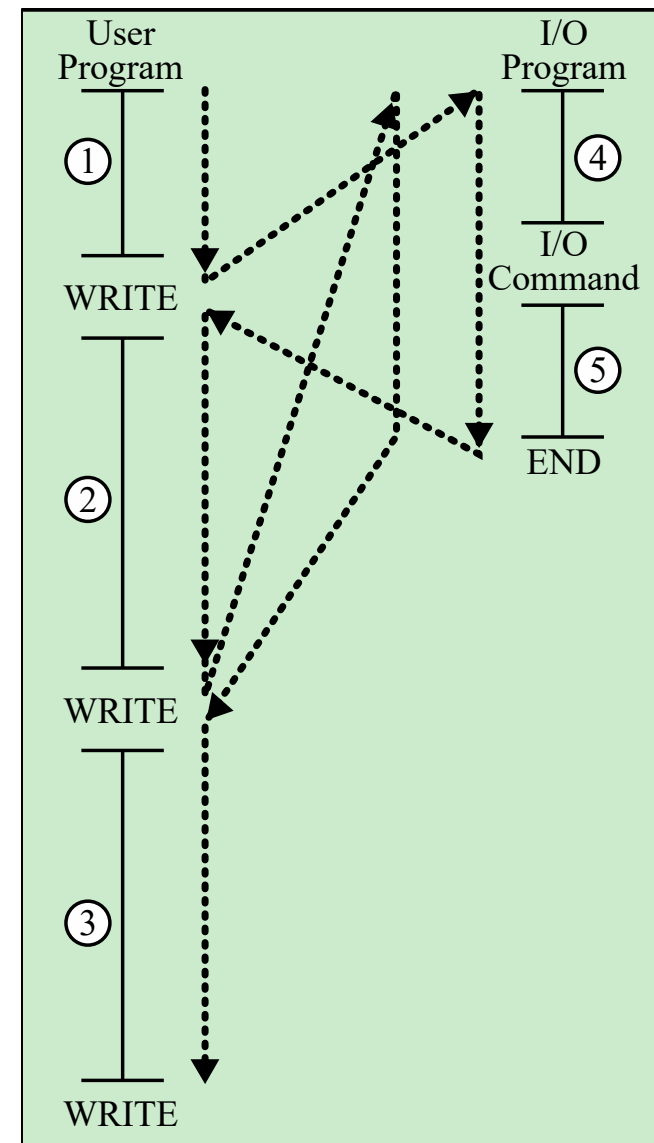 User
Program
1
WRITE
2
WRITE
3
WRITE
I/O
Program
4
I/O
Command
5
END